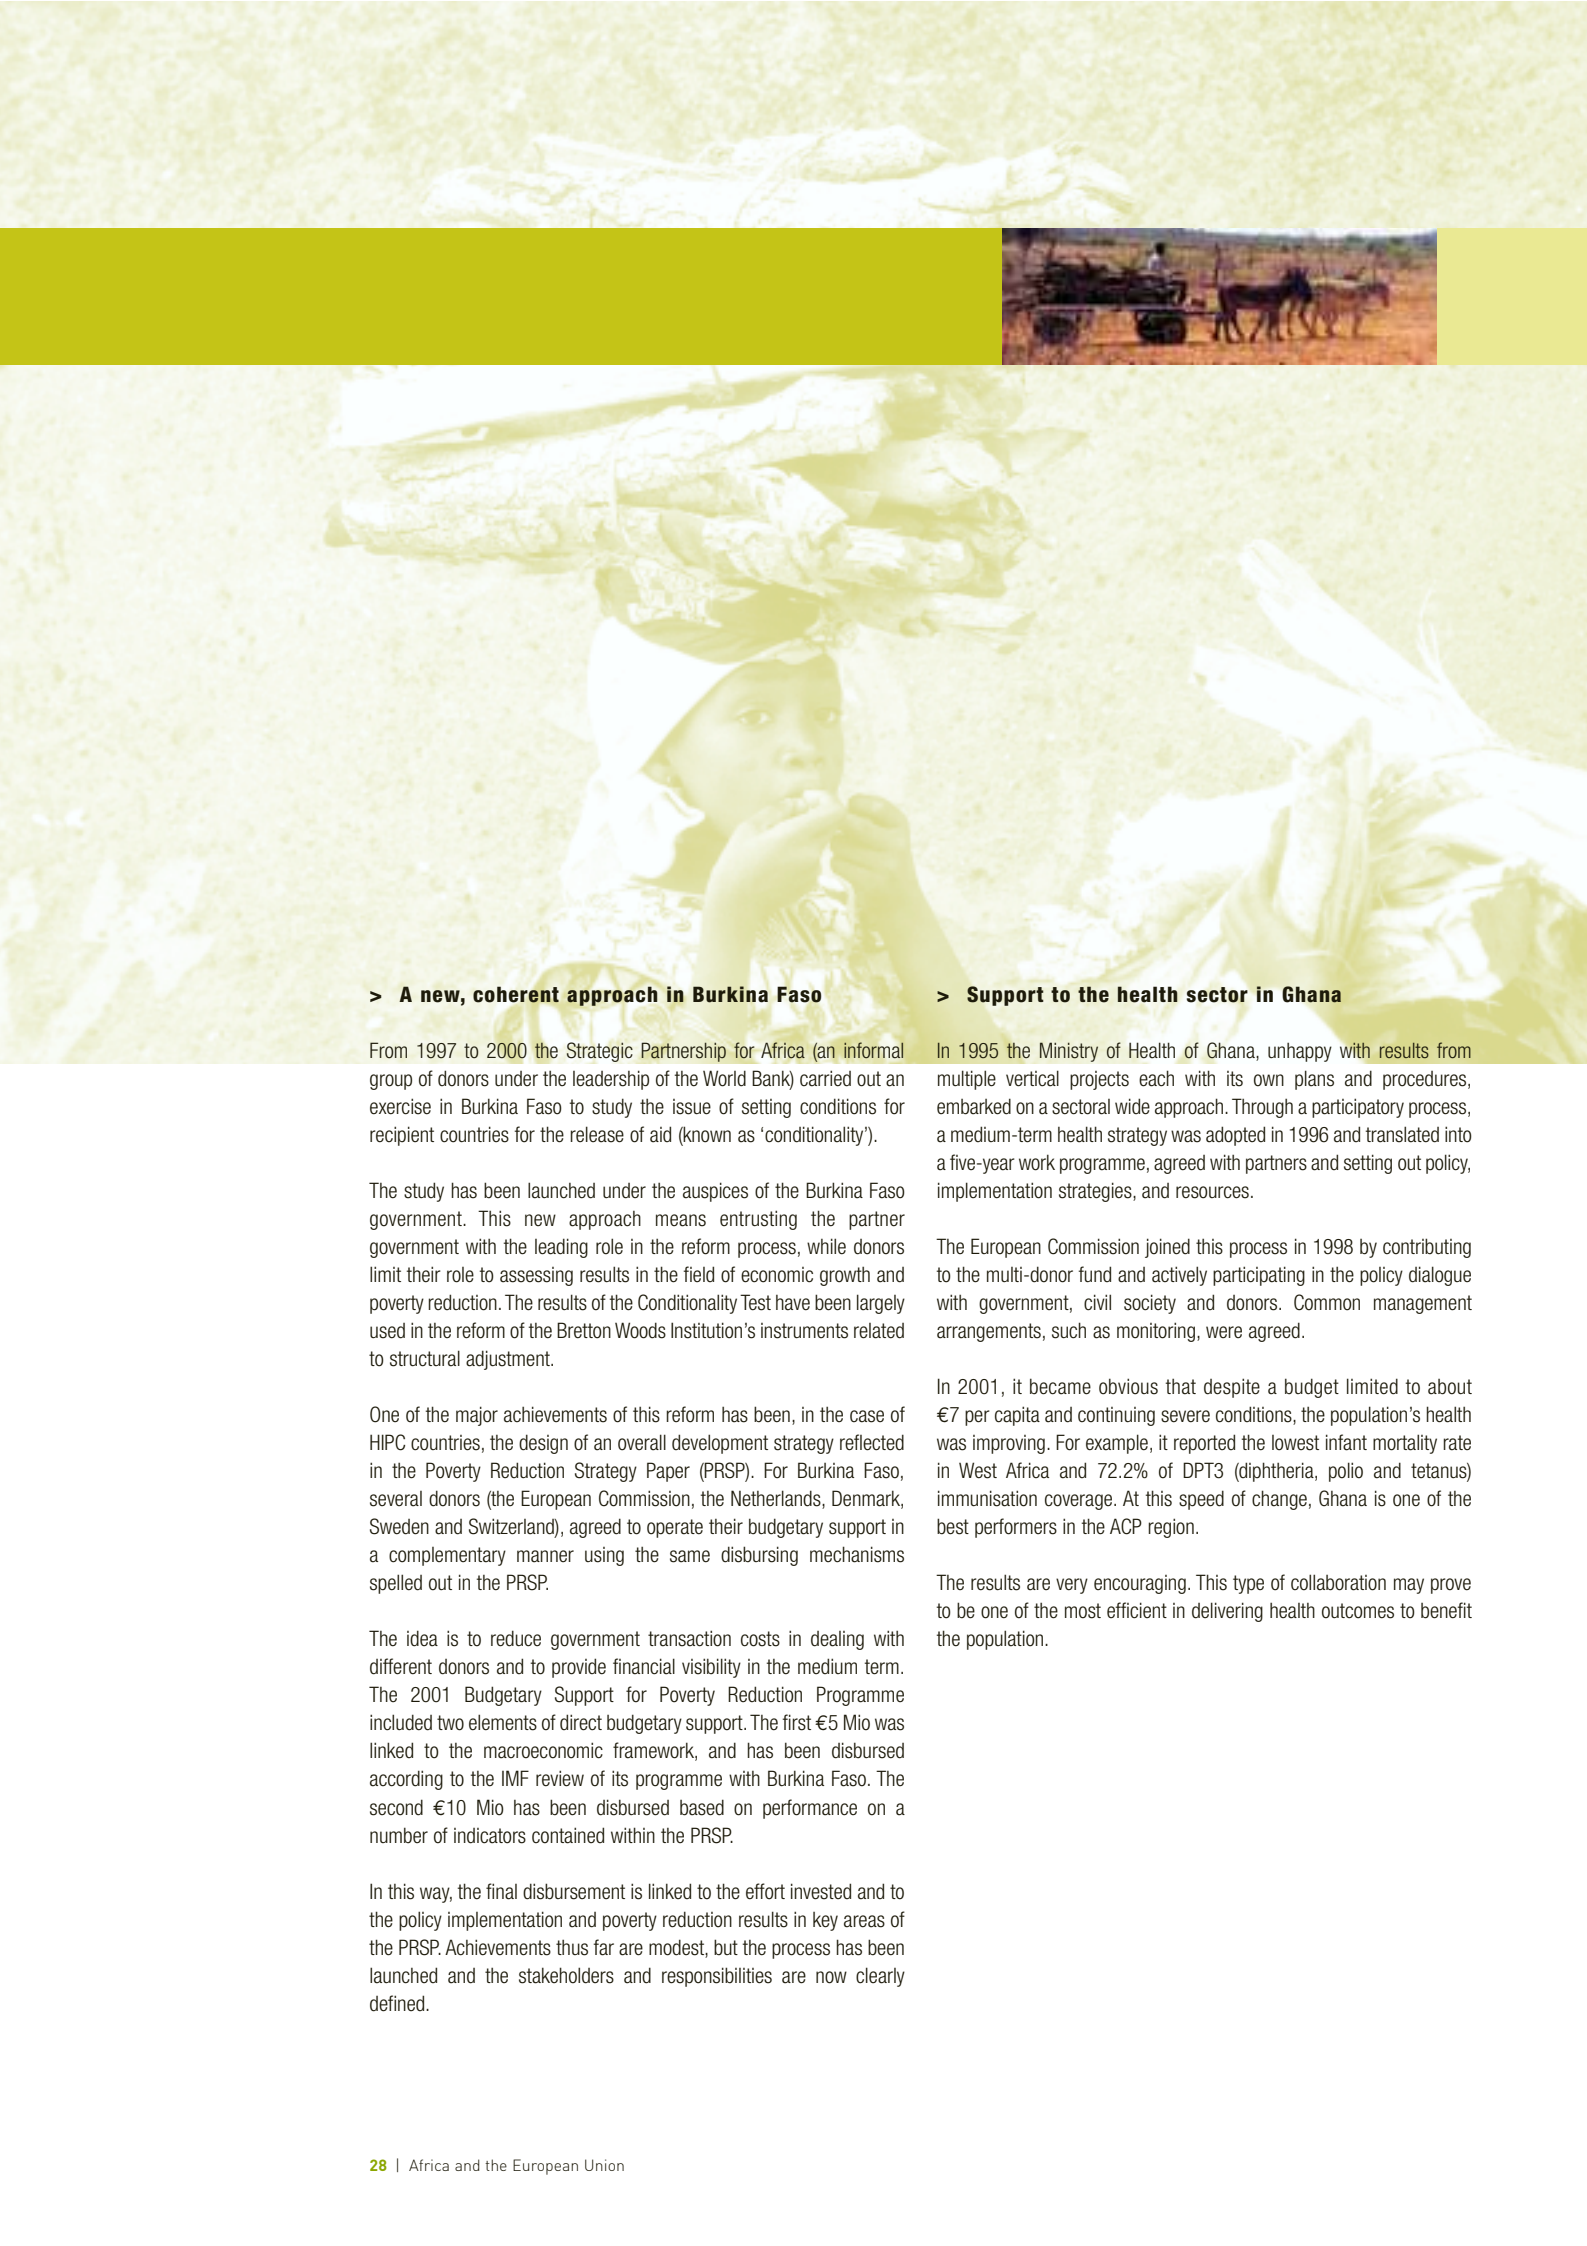 > A new, coherent approach in Burkina Faso
From 1997 to 2000 the Strategic Partnership for Africa (an informal
group of donors under the leadership of the World Bank) carried out an
exercise in Burkina Faso to study the issue of setting conditions for
recipient countries for the release of aid (known as ‘conditionality’).
The study has been launched under the auspices of the Burkina Faso
government. This new approach means entrusting the partner
government with the leading role in the reform process, while donors
limit their role to assessing results in the field of economic growth and
poverty reduction. The results of the Conditionality Test have been largely
used in the reform of the Bretton Woods Institution’s instruments related
to structural adjustment.
One of the major achievements of this reform has been, in the case of
HIPC countries, the design of an overall development strategy reflected
in the Poverty Reduction Strategy Paper (PRSP). For Burkina Faso,
several donors (the European Commission, the Netherlands, Denmark,
Sweden and Switzerland), agreed to operate their budgetary support in
a complementary manner using the same disbursing mechanisms
spelled out in the PRSP.
The idea is to reduce government transaction costs in dealing with
different donors and to provide financial visibility in the medium term.
The 2001 Budgetary Support for Poverty Reduction Programme
included two elements of direct budgetary support. The first €5 Mio was
linked to the macroeconomic framework, and has been disbursed
according to the IMF review of its programme with Burkina Faso. The
second €10 Mio has been disbursed based on performance on a
number of indicators contained within the PRSP.
In this way, the final disbursement is linked to the effort invested and to
the policy implementation and poverty reduction results in key areas of
the PRSP. Achievements thus far are modest, but the process has been
launched and the stakeholders and responsibilities are now clearly
defined.
> Support to the health sector in Ghana
In 1995 the Ministry of Health of Ghana, unhappy with results from
multiple vertical projects each with its own plans and procedures,
embarked on a sectoral wide approach. Through a participatory process,
a medium-term health strategy was adopted in 1996 and translated into
a five-year work programme, agreed with partners and setting out policy,
implementation strategies, and resources.
The European Commission joined this process in 1998 by contributing
to the multi-donor fund and actively participating in the policy dialogue
with government, civil society and donors. Common management
arrangements, such as monitoring, were agreed.
In 2001, it became obvious that despite a budget limited to about
€7 per capita and continuing severe conditions, the population’s health
was improving. For example, it reported the lowest infant mortality rate
in West Africa and 72.2% of DPT3 (diphtheria, polio and tetanus)
immunisation coverage. At this speed of change, Ghana is one of the
best performers in the ACP region.
The results are very encouraging. This type of collaboration may prove
to be one of the most efficient in delivering health outcomes to benefit
the population.
28 | Africa and the European Union